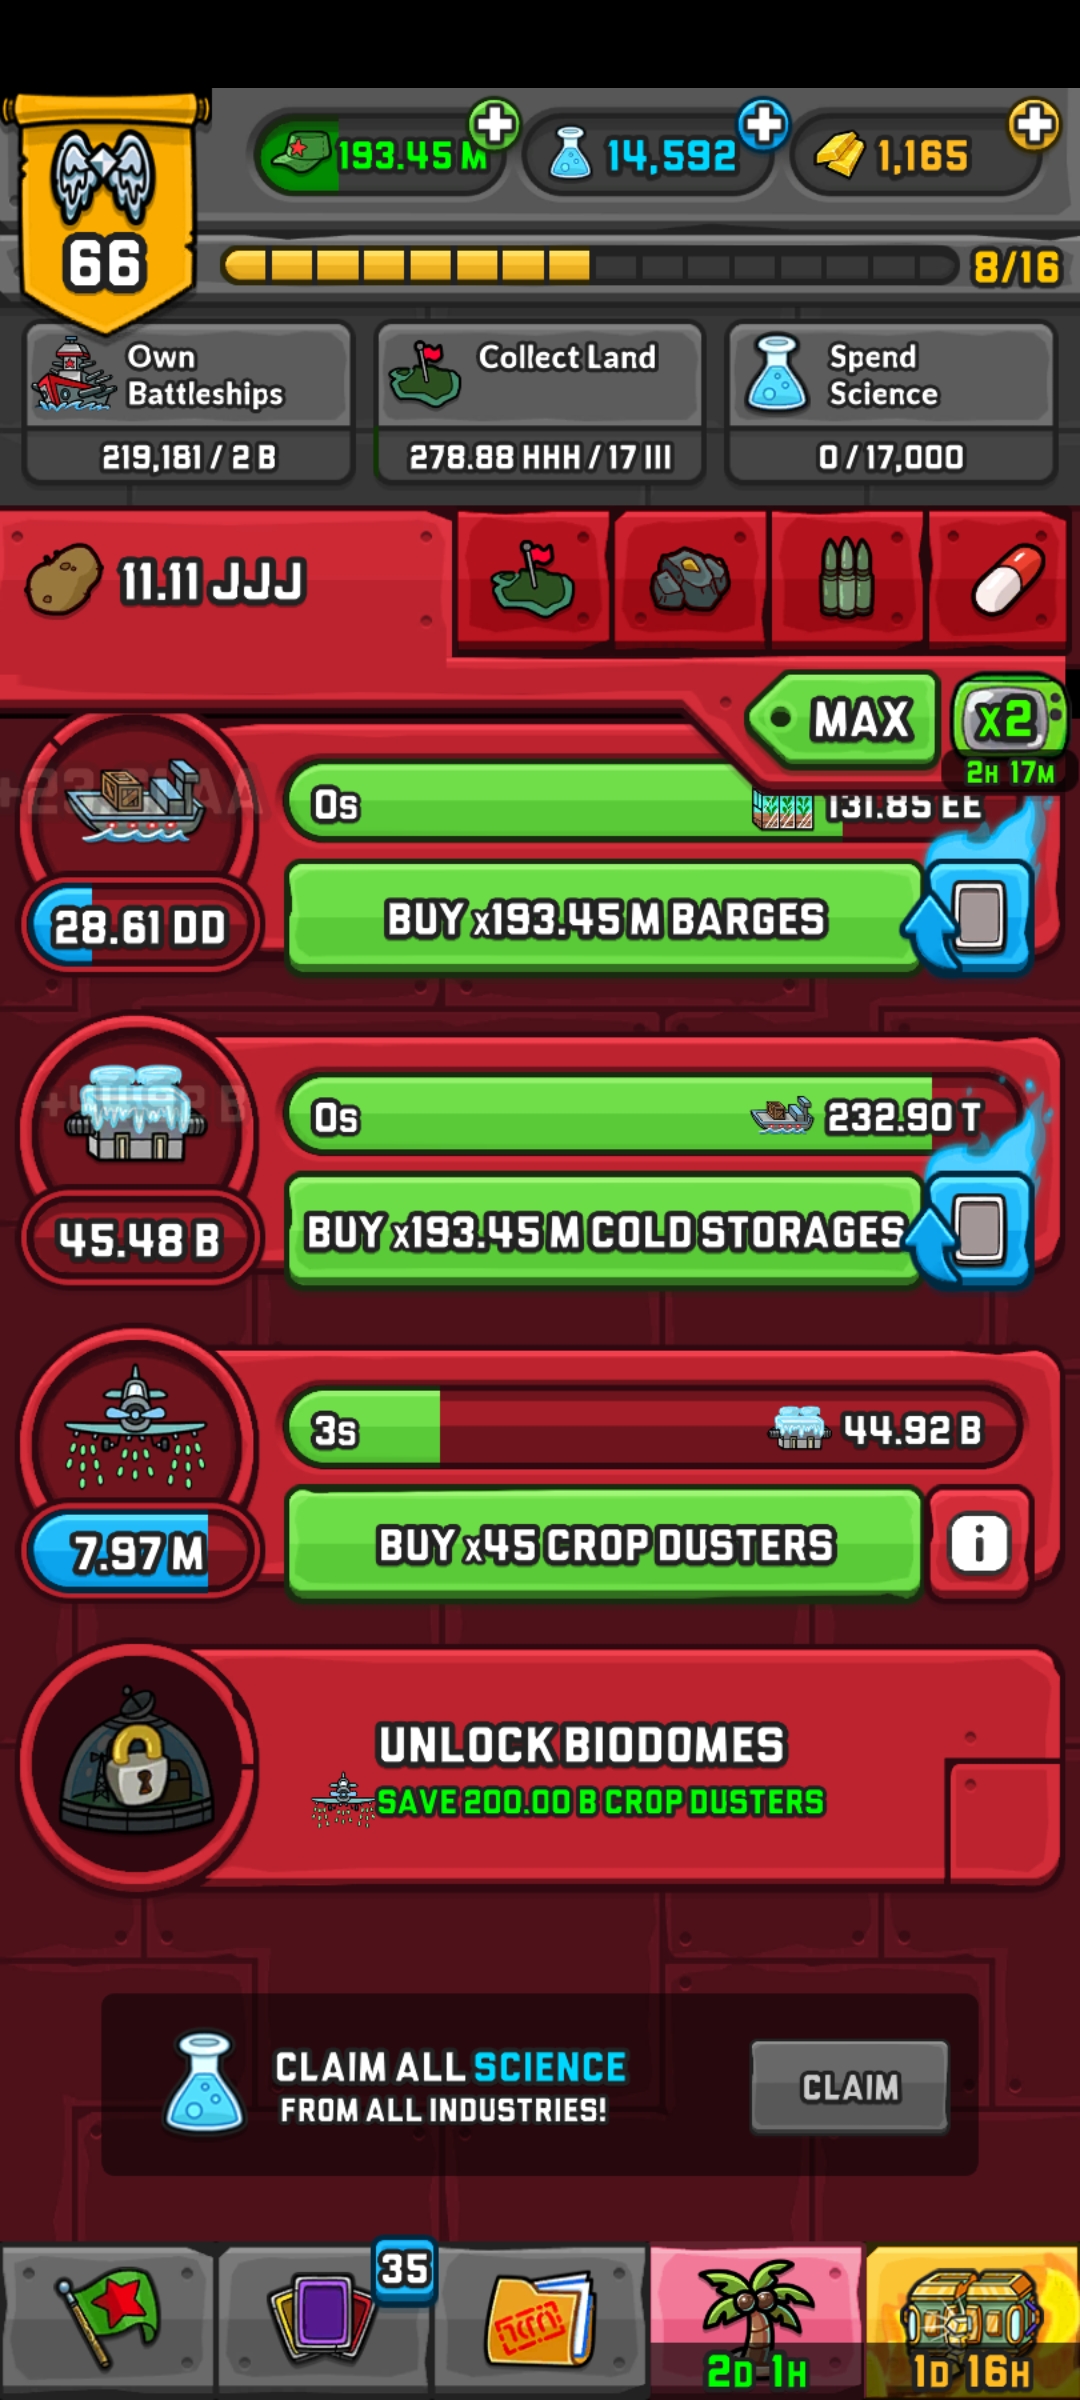 193.45 M
14,592
1,165
66
8/16
Own
Battleships
219,181 / 2 B
Collect Land
278.88 HHH / 17 III
Spend
Science
0 / 17,000
11.11 JJJ
MAX
x2
2H 17M
0s
131.85 EE
28.61 DD
BUY x193.45 M BARGES
0s
232.90 T
45.48 B
BUY x193.45 M COLD STORAGES
3s
44.92 B
7.97 M
BUY x45 CROP DUSTERS
i
UNLOCK BIODOMES
SAVE 200.00 B CROP DUSTERS
CLAIM ALL SCIENCE
FROM ALL INDUSTRIES!
CLAIM
35
2D 1H
1D 16H